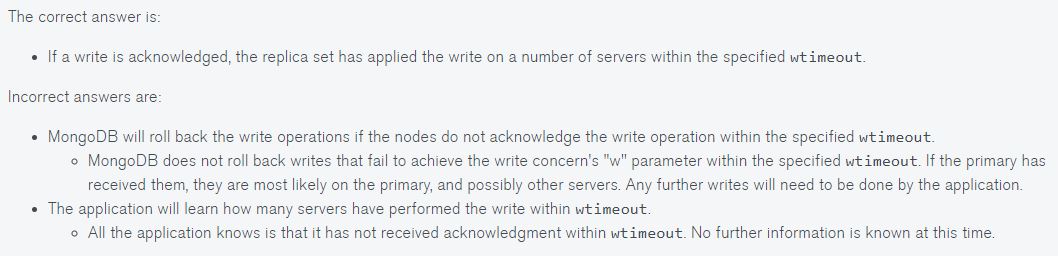 The correct answer is:
• If a write is acknowledged, the replica set has applied the write on a number of servers within the specified wtimeout.
Incorrect answers are:
• MongoDB will roll back the write operations if the nodes do not acknowledge the write operation within the specified wtimeout.
◦ MongoDB does not roll back writes that fail to achieve the write concern's "w" parameter within the specified wtimeout. If the primary has
received them, they are most likely on the primary, and possibly other servers. Any further writes will need to be done by the application.
• The application will learn how many servers have performed the write within wtimeout.
◦ All the application knows is that it has not received acknowledgment within wtimeout. No further information is known at this time.